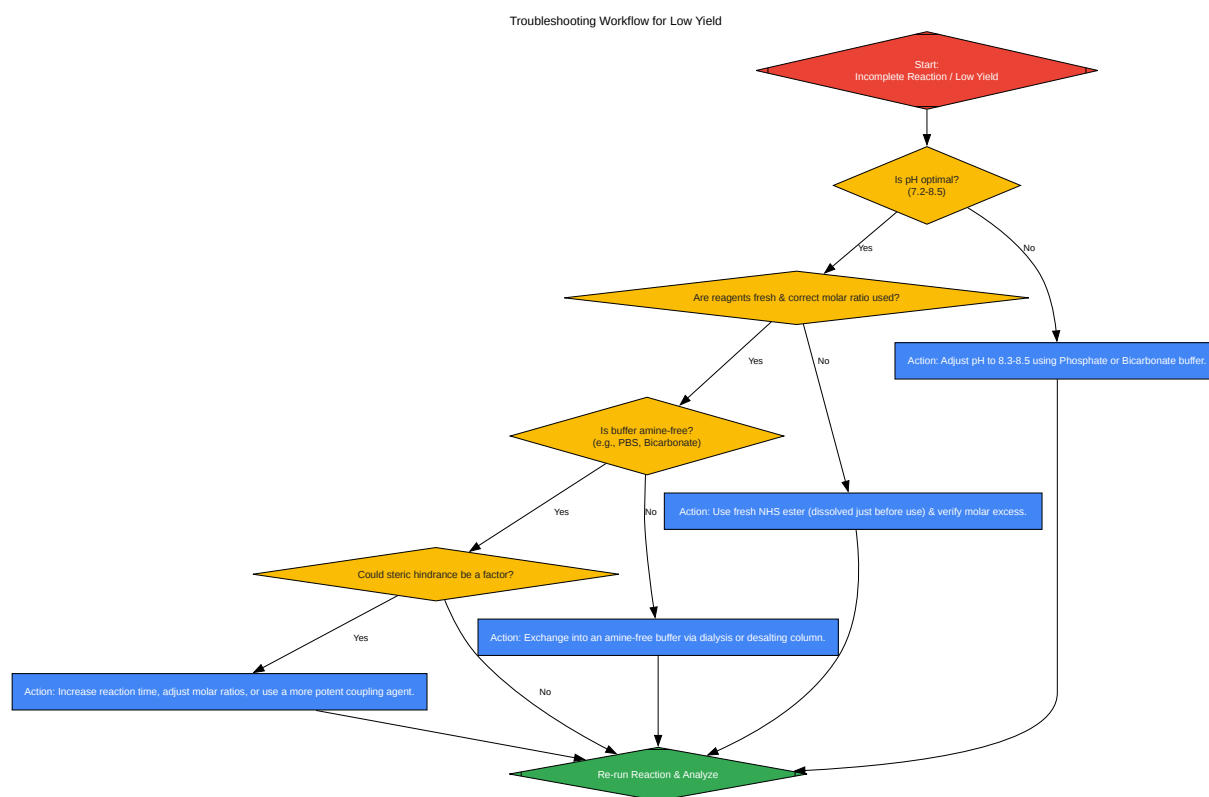 Troubleshooting Workflow for Low Yield
Start:
Incomplete Reaction / Low Yield
Is pH optimal?
(7.2-8.5)
Yes
No
Are reagents fresh & correct molar ratio used?
Yes
No
Action: Adjust pH to 8.3-8.5 using Phosphate or Bicarbonate buffer.
Is buffer amine-free?
(e.g., PBS, Bicarbonate)
Yes
No
Action: Use fresh NHS ester (dissolved just before use) & verify molar excess.
Could steric hindrance be a factor?
Yes
No
Action: Exchange into an amine-free buffer via dialysis or desalting column.
Action: Increase reaction time, adjust molar ratios, or use a more potent coupling agent.
Re-run Reaction & Analyze